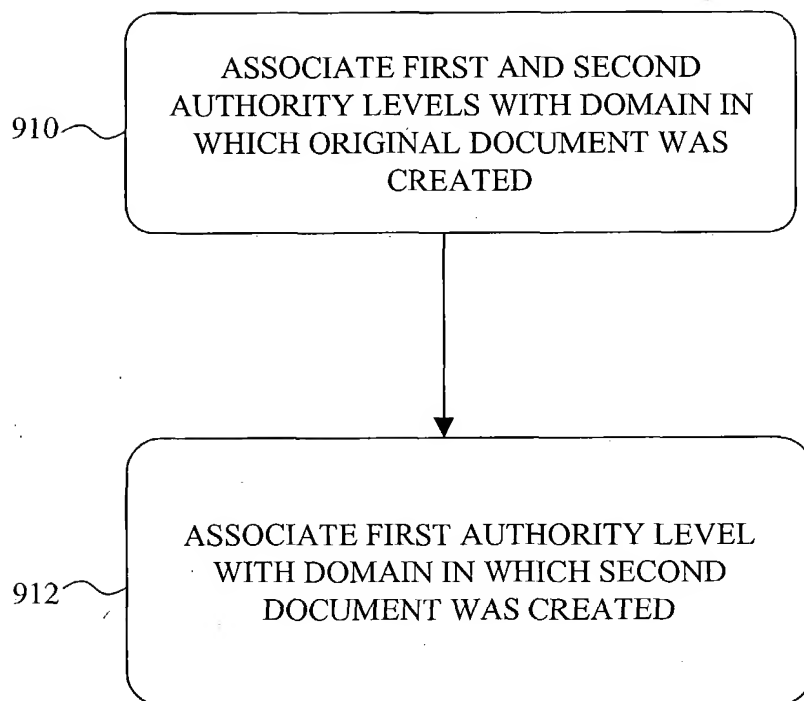 ASSOCIATE FIRST AND SECOND
AUTHORITY LEVELS WITH DOMAIN IN
WHICH ORIGINAL DOCUMENT WAS
CREATED
910
ASSOCIATE FIRST AUTHORITY LEVEL
WITH DOMAIN IN WHICH SECOND
DOCUMENT WAS CREATED
912